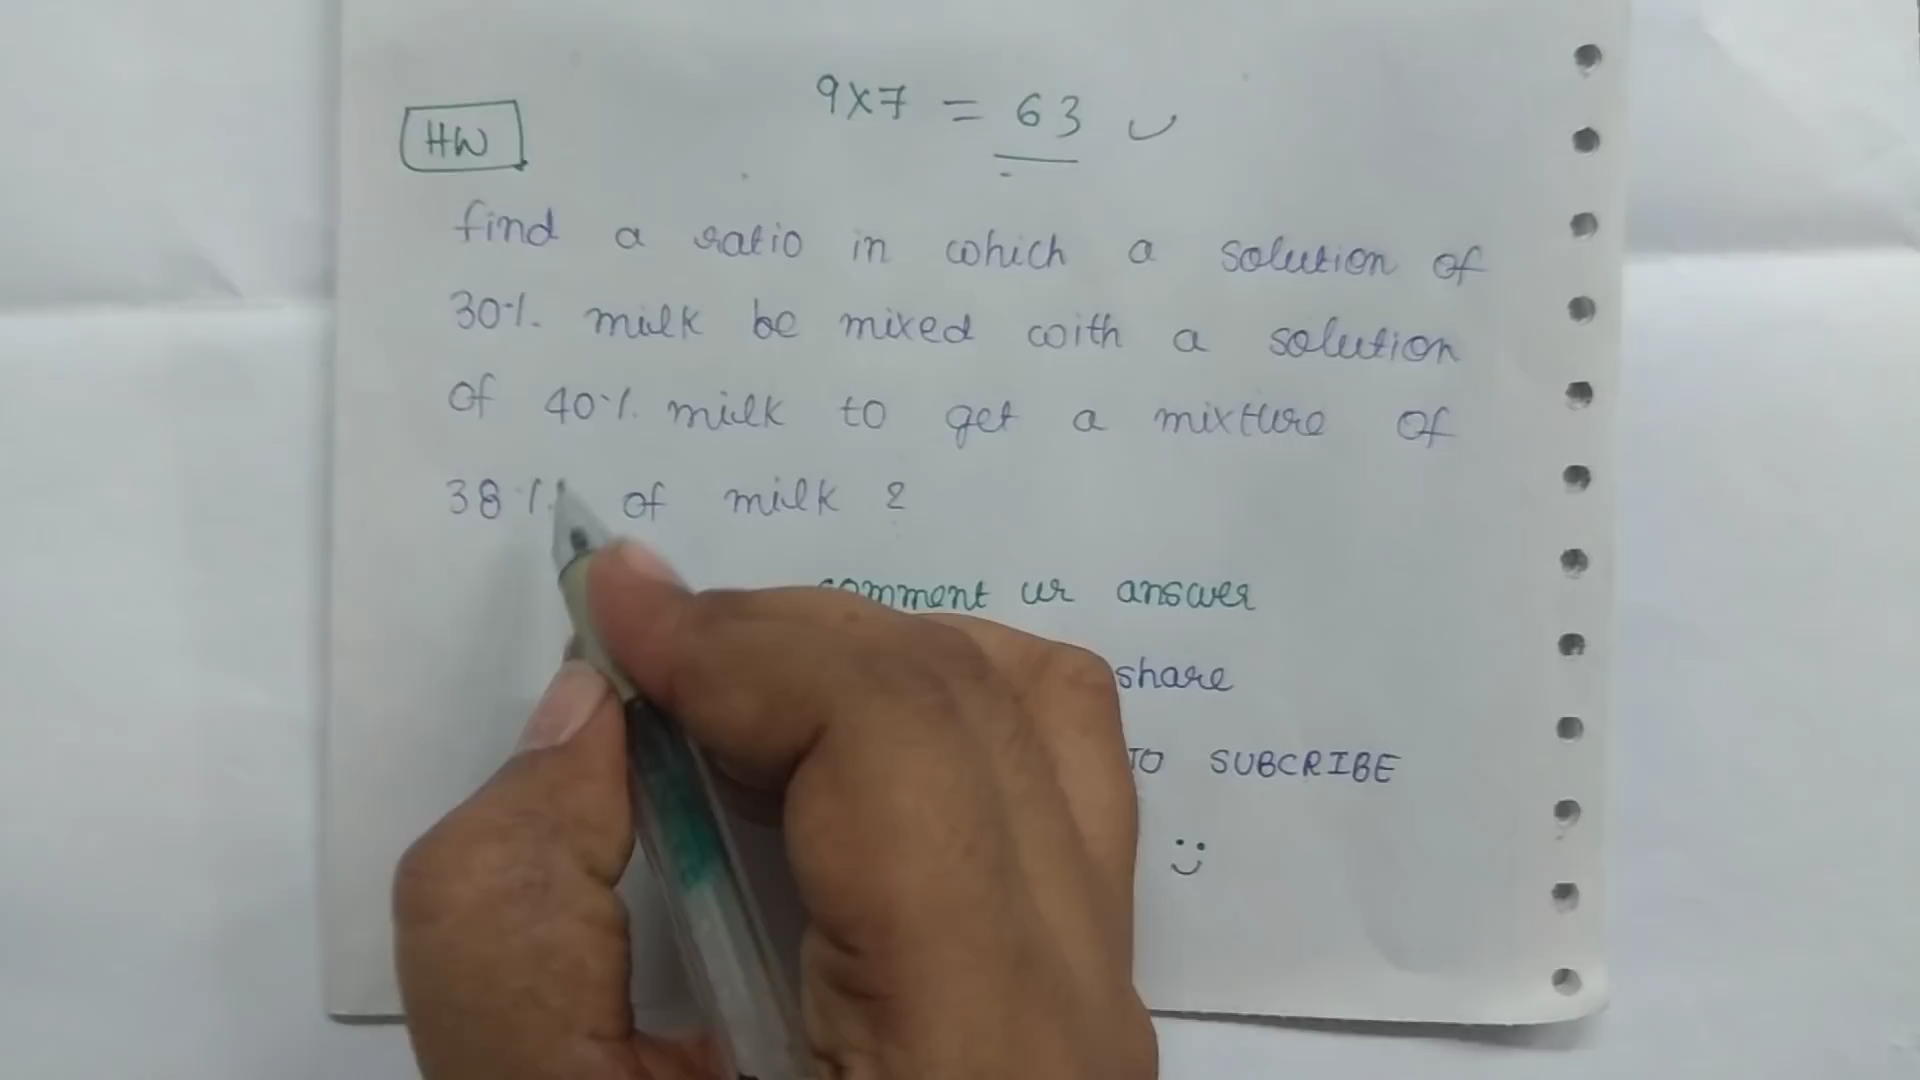 9x7 = 63
HW
find a ratio in which a solution of
30% milk be mixed with a solution
of 40% milk to get a mixture of
38% of milk ?
comment ur answer
share
TO SUBCRIBE